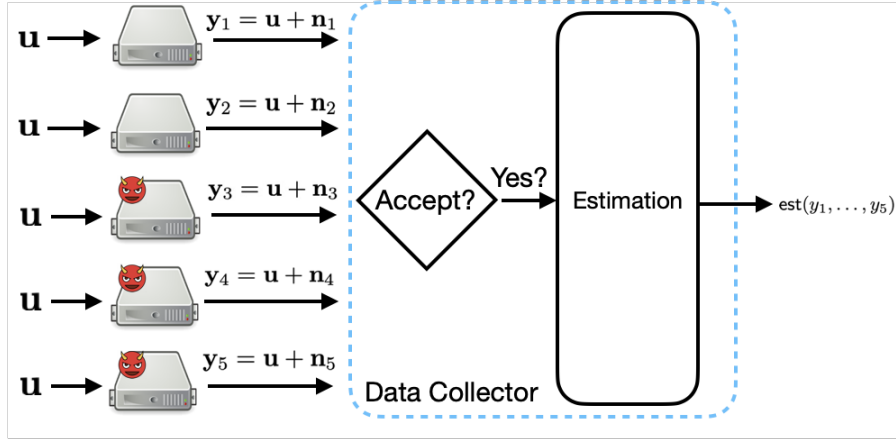 u
y₁ = u + n₁
u
y₂ = u + n₂
u
y₃ = u + n₃
u
y₄ = u + n₄
u
y₅ = u + n₅
Accept?
Yes?
Estimation
est(y₁, . . . , y₅)
Data Collector